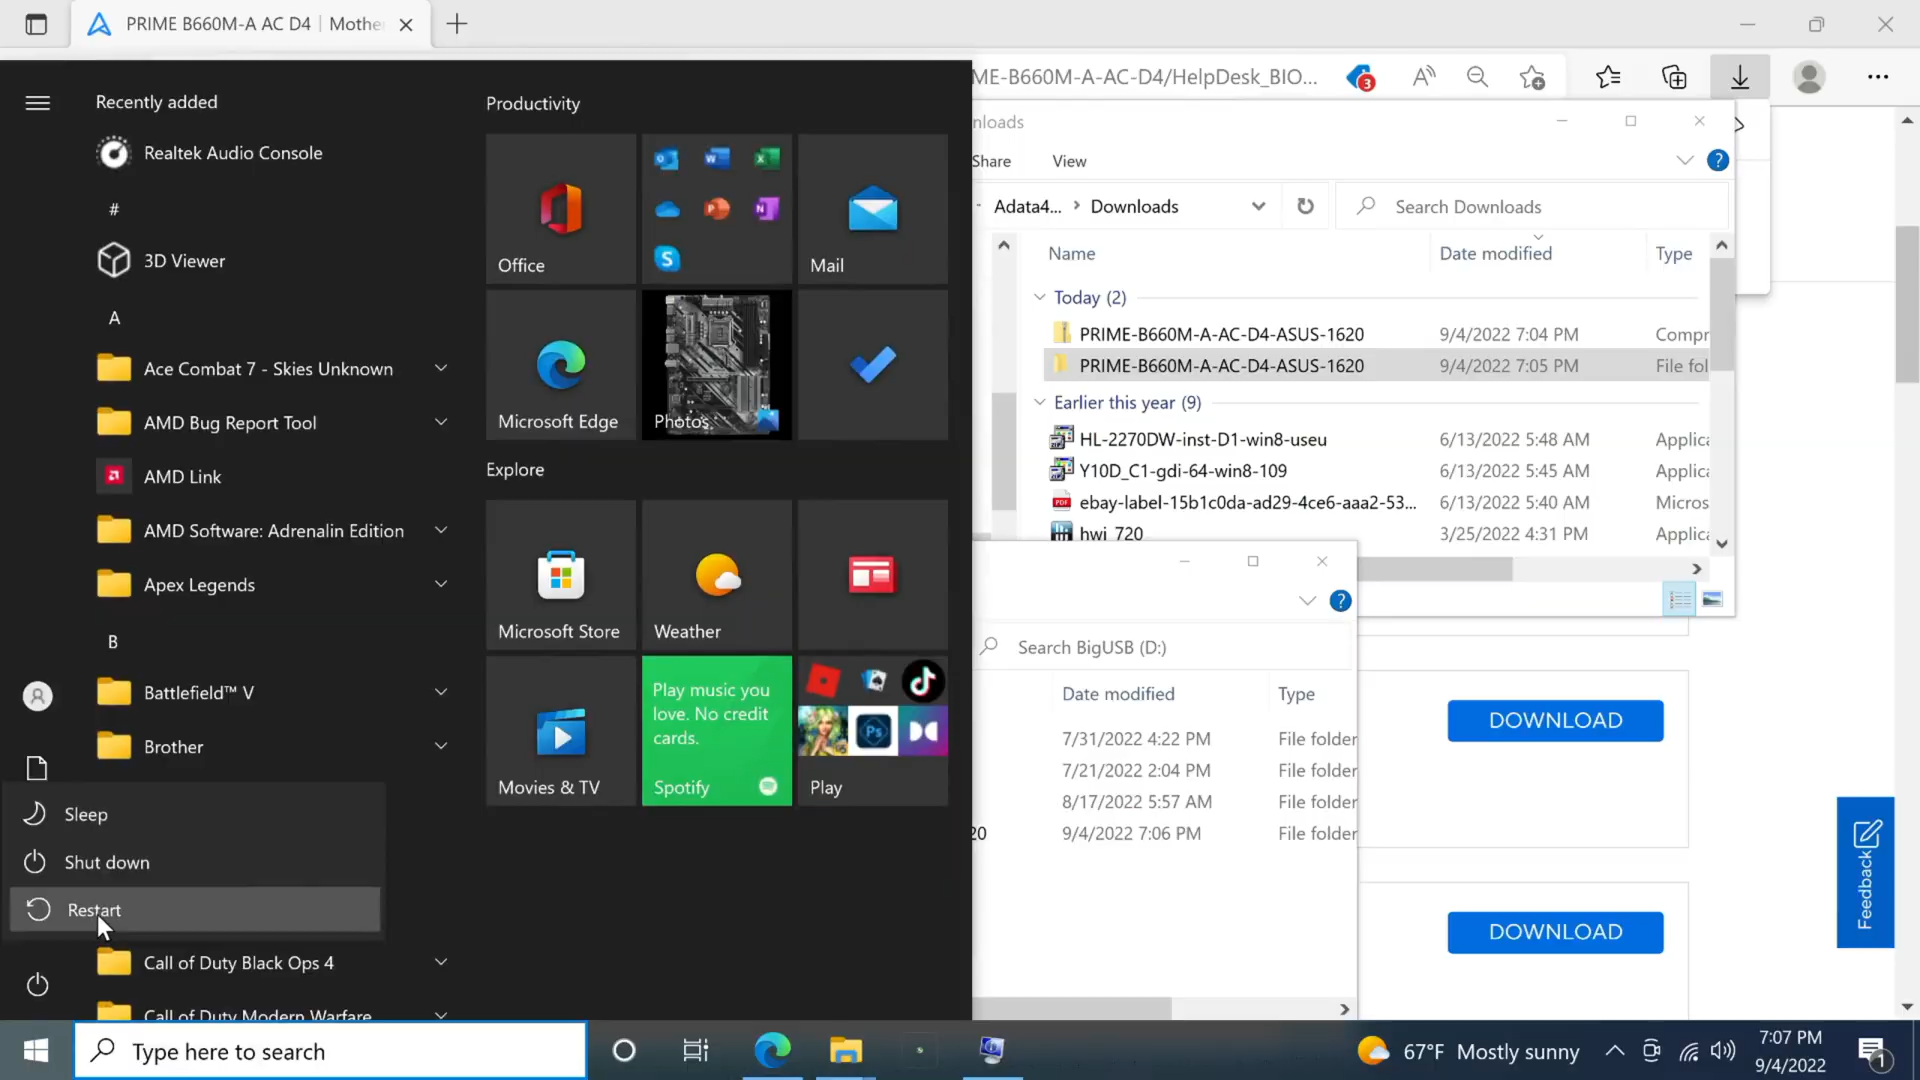 PRIME B660M-A AC D4 | Mothe
ME-B660M-A-AC-D4/HelpDesk_BIO...
3
Recently added
Realtek Audio Console
#
3D Viewer
A
Ace Combat 7 - Skies Unknown
AMD Bug Report Tool
AMD Link
AMD Software: Adrenalin Edition
Apex Legends
B
Battlefield™ V
Brother
Sleep
Shut down
Restart
Call of Duty Black Ops 4
Call of Duty Modern Warfare
Productivity
Office
Mail
Microsoft Edge
Photos
Explore
Microsoft Store
Weather
Movies & TV
Play music you
love. No credit
cards.
Spotify
Play
nloads
Share
View
Adata4... > Downloads
Search Downloads
Name
Date modified
Type
Today (2)
PRIME-B660M-A-AC-D4-ASUS-1620 9/4/2022 7:04 PM Compr
PRIME-B660M-A-AC-D4-ASUS-1620 9/4/2022 7:05 PM File fol
Earlier this year (9)
HL-2270DW-inst-D1-win8-useu 6/13/2022 5:48 AM Applica
Y10D_C1-gdi-64-win8-109 6/13/2022 5:45 AM Applica
ebay-label-15b1c0da-ad29-4ce6-aaa2-53... 6/13/2022 5:40 AM Micros
hwi_720 3/25/2022 4:31 PM Applica
Search BigUSB (D:)
Date modified
Type
7/31/2022 4:22 PM File folder
7/21/2022 2:04 PM File folder
8/17/2022 5:57 AM File folder
20 9/4/2022 7:06 PM File folder
DOWNLOAD
DOWNLOAD
Feedback
Type here to search
67°F Mostly sunny
7:07 PM
9/4/2022
1